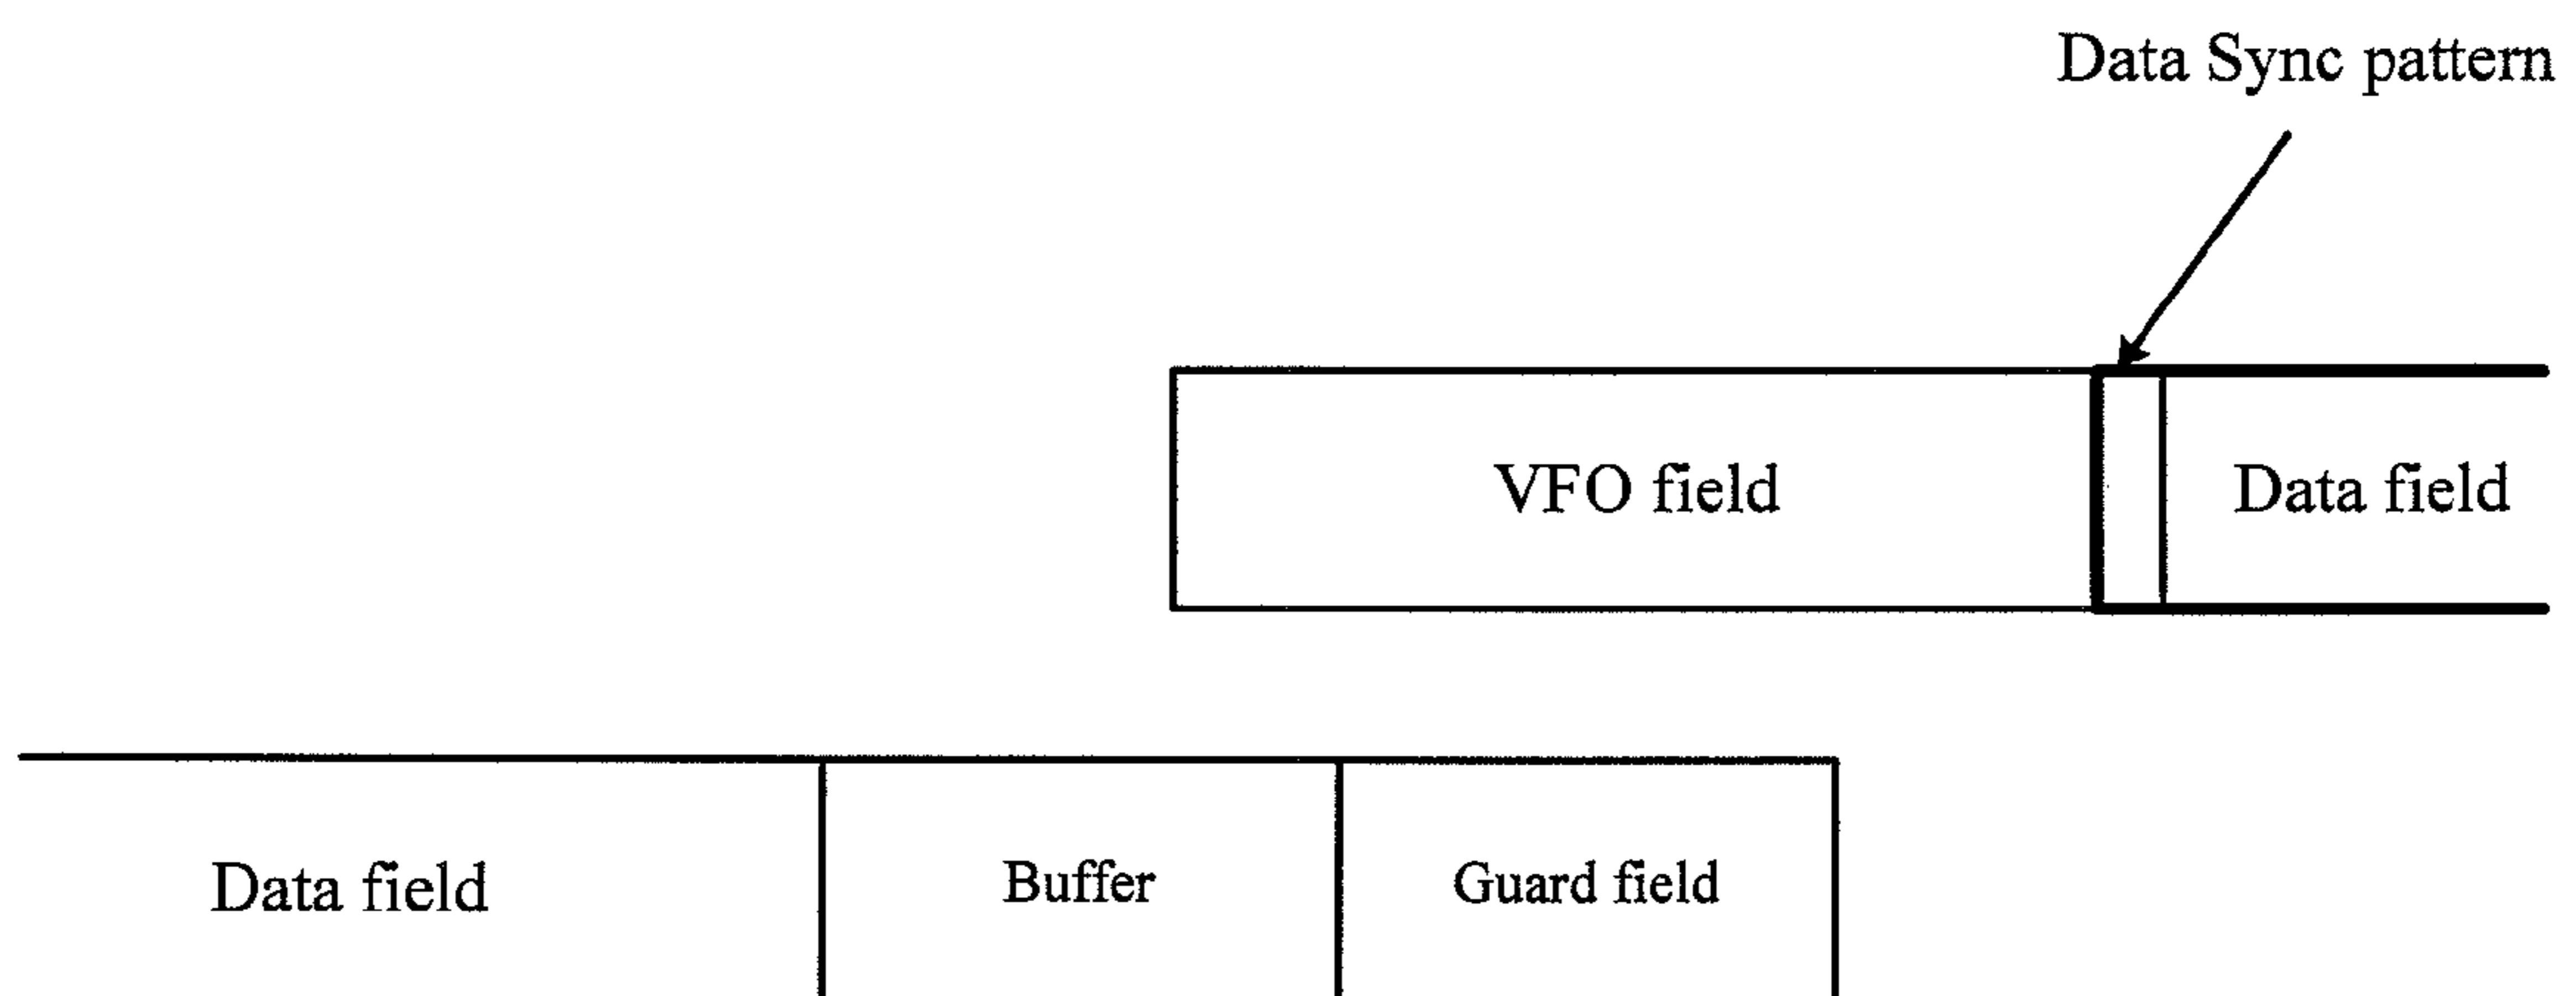 Data Sync pattern
VFO field
Data field
Data field
Buffer
Guard field